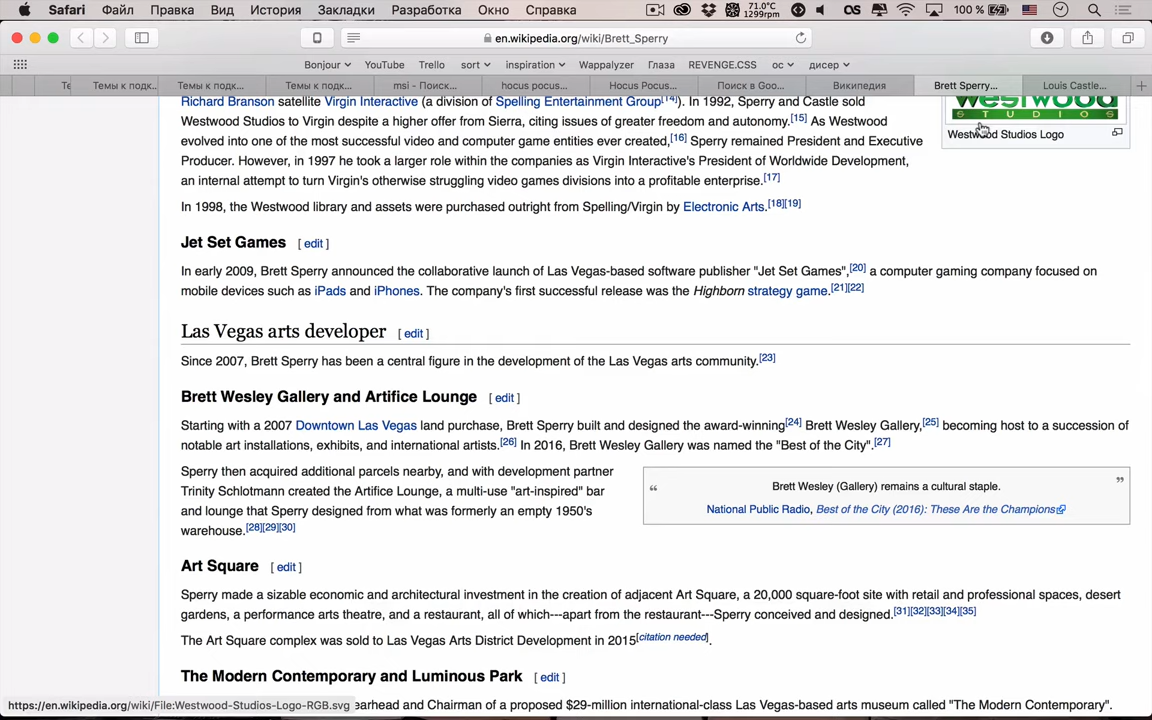 Safari Файл Правка Вид История Закладки Разработка Окно Справка 71.0°C 1299rpm 100 %
en.wikipedia.org/wiki/Brett_Sperry
Bonjour YouTube Trello sort inspiration Wappalyzer Глаза REVENGE.CSS ос дисер
Те Темы к подк... Темы к подк... Темы к подк... msi - Поиск... hocus pocus... Hocus Pocus... Поиск в Goo... Википедия Brett Sperry... Louis Castle...
Richard Branson satellite Virgin Interactive (a division of Spelling Entertainment Group[14]). In 1992, Sperry and Castle sold
Westwood Studios to Virgin despite a higher offer from Sierra, citing issues of greater freedom and autonomy.[15] As Westwood
evolved into one of the most successful video and computer game entities ever created,[16] Sperry remained President and Executive
Producer. However, in 1997 he took a larger role within the companies as Virgin Interactive's President of Worldwide Development,
an internal attempt to turn Virgin's otherwise struggling video games divisions into a profitable enterprise.[17]
Westwood
STUDIOS
Westwood Studios Logo
In 1998, the Westwood library and assets were purchased outright from Spelling/Virgin by Electronic Arts.[18][19]
Jet Set Games [ edit ]
In early 2009, Brett Sperry announced the collaborative launch of Las Vegas-based software publisher "Jet Set Games",[20] a computer gaming company focused on
mobile devices such as iPads and iPhones. The company's first successful release was the Highborn strategy game.[21][22]
Las Vegas arts developer [ edit ]
Since 2007, Brett Sperry has been a central figure in the development of the Las Vegas arts community.[23]
Brett Wesley Gallery and Artifice Lounge [ edit ]
Starting with a 2007 Downtown Las Vegas land purchase, Brett Sperry built and designed the award-winning[24] Brett Wesley Gallery,[25] becoming host to a succession of
notable art installations, exhibits, and international artists.[26] In 2016, Brett Wesley Gallery was named the "Best of the City".[27]
Sperry then acquired additional parcels nearby, and with development partner
Trinity Schlotmann created the Artifice Lounge, a multi-use "art-inspired" bar
and lounge that Sperry designed from what was formerly an empty 1950's
warehouse.[28][29][30]
“ Brett Wesley (Gallery) remains a cultural staple. ”
National Public Radio, Best of the City (2016): These Are the Champions
Art Square [ edit ]
Sperry made a sizable economic and architectural investment in the creation of adjacent Art Square, a 20,000 square-foot site with retail and professional spaces, desert
gardens, a performance arts theatre, and a restaurant, all of which---apart from the restaurant---Sperry conceived and designed.[31][32][33][34][35]
The Art Square complex was sold to Las Vegas Arts District Development in 2015[citation needed].
The Modern Contemporary and Luminous Park [ edit ]
https://en.wikipedia.org/wiki/File:Westwood-Studios-Logo-RGB.svg earhead and Chairman of a proposed $29-million international-class Las Vegas-based arts museum called "The Modern Contemporary".